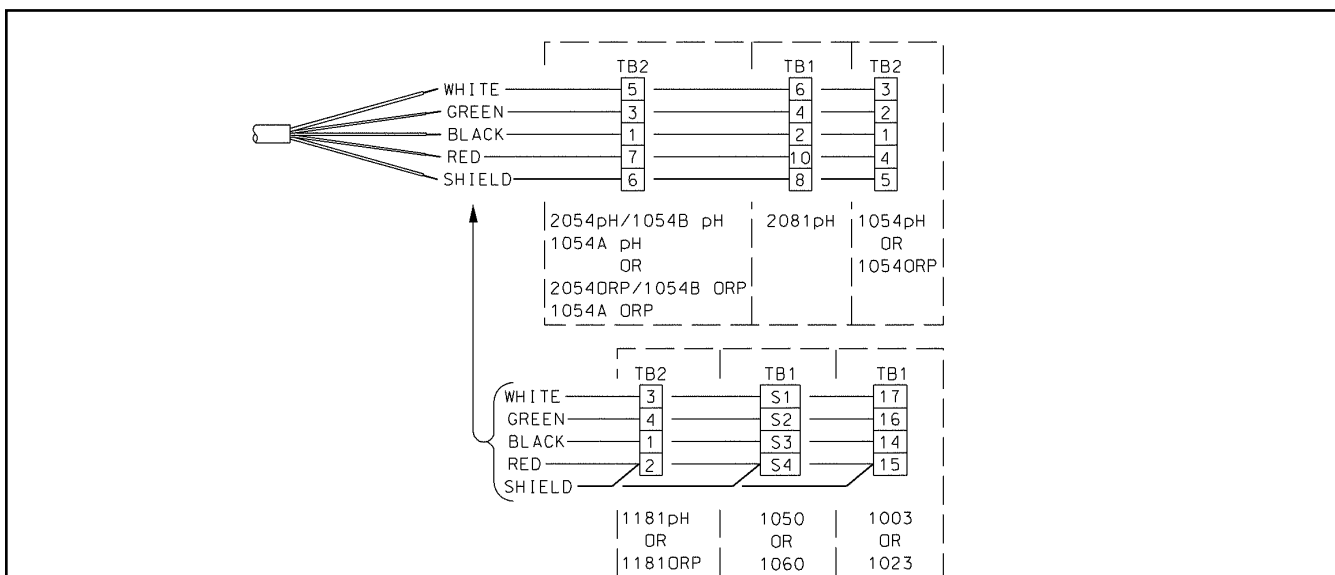 TB2 TB1 TB2
WHITE 5 6 3
GREEN 3 4 2
BLACK 1 2 1
RED 7 10 4
SHIELD 6 8 5
2054pH/1054B pH
1054A pH
OR
2054ORP/1054B ORP
1054A ORP
2081pH
1054pH
OR
1054ORP
TB2 TB1 TB1
WHITE 3 S1 17
GREEN 4 S2 16
BLACK 1 S3 14
RED 2 S4 15
SHIELD
1181pH
OR
1181ORP
1050
OR
1060
1003
OR
1023